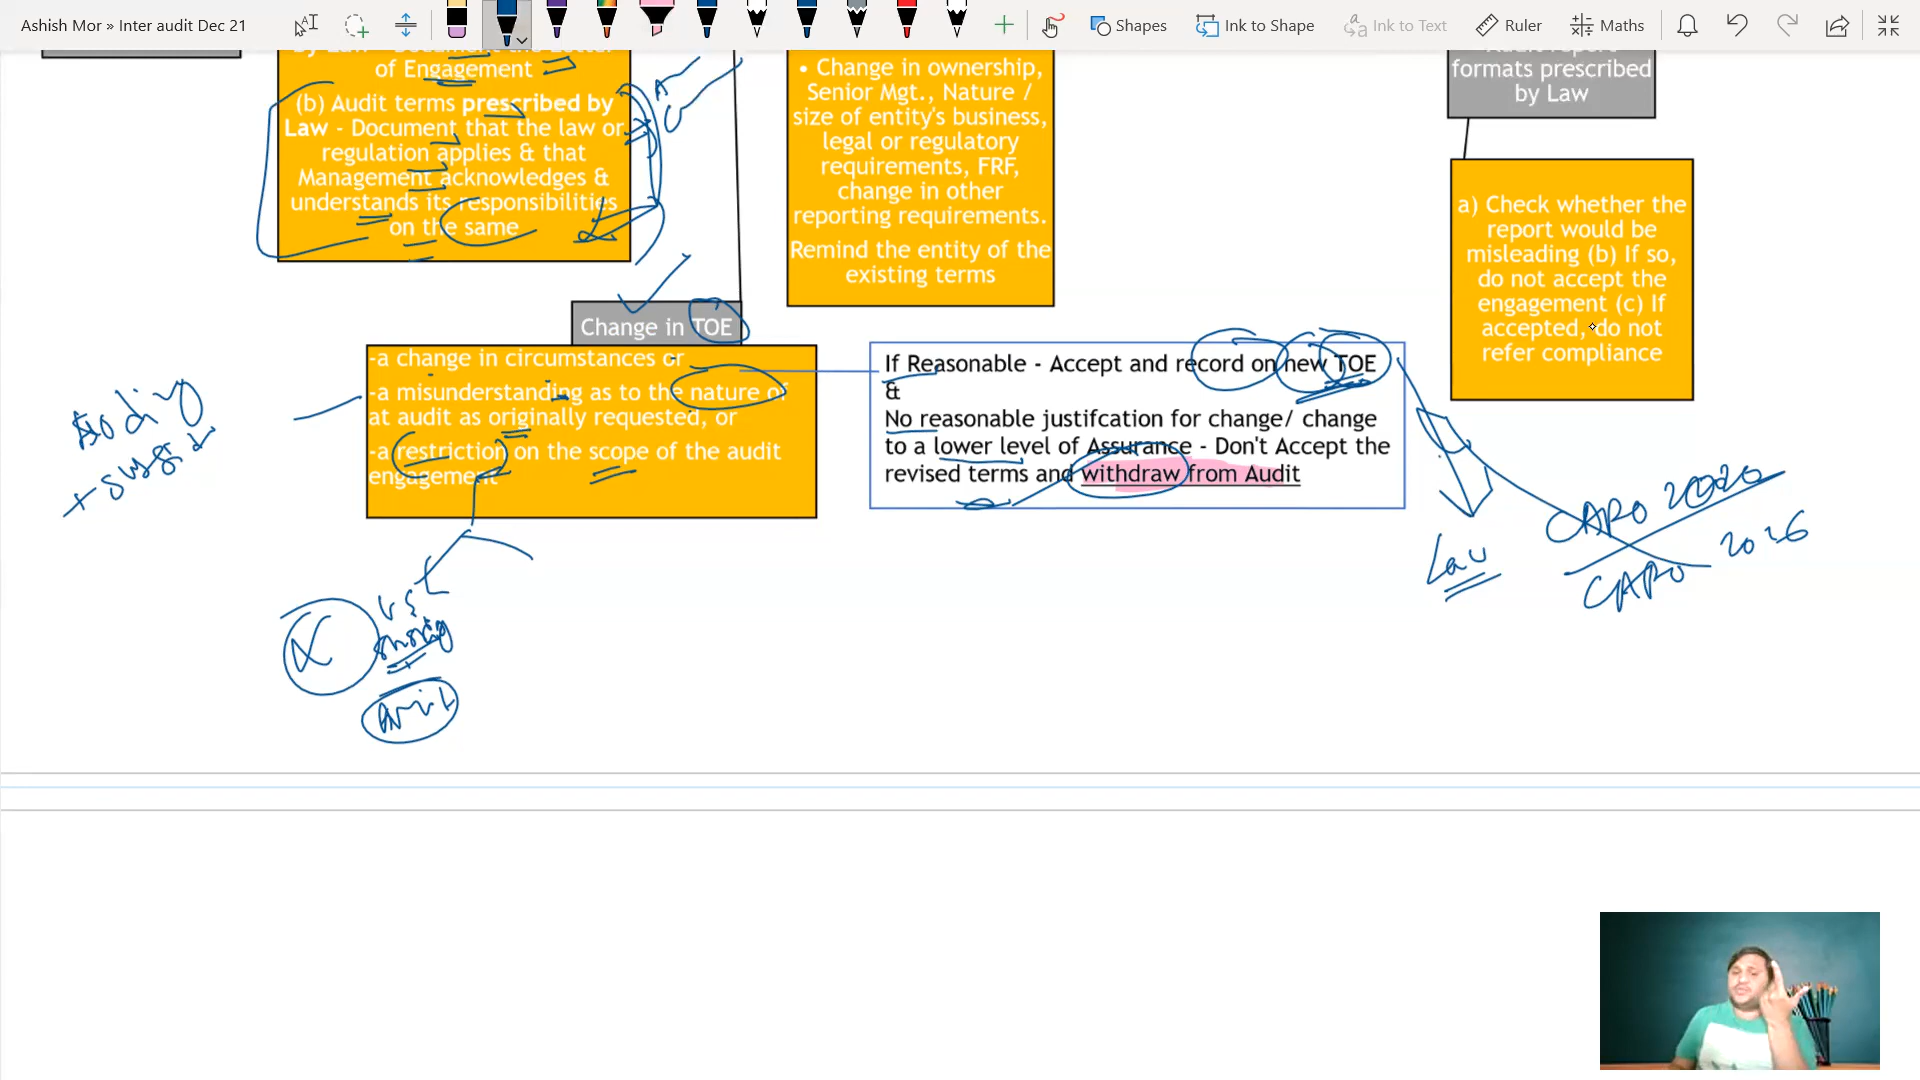 Ashish Mor » Inter audit Dec 21
Shapes
Ink to Shape
Ink to Text
Ruler
Maths
of Engagement
(b) Audit terms prescribed by
Law - Document that the law or
regulation applies & that
Management acknowledges &
understands its responsibilities
on the same
• Change in ownership,
Senior Mgt., Nature /
size of entity's business,
legal or regulatory
requirements, FRF,
change in other
reporting requirements.
Remind the entity of the
existing terms
formats prescribed
by Law
a) Check whether the
report would be
misleading (b) If so,
do not accept the
engagement (c) If
accepted, do not
refer compliance
Change in TOE
-a change in circumstances or
-a misunderstanding as to the nature of
at audit as originally requested, or
-a restriction on the scope of the audit
engagement
If Reasonable - Accept and record on new TOE
&
No reasonable justifcation for change/ change
to a lower level of Assurance - Don't Accept the
revised terms and withdraw from Audit
CARO 2020
CARO 2016
Law